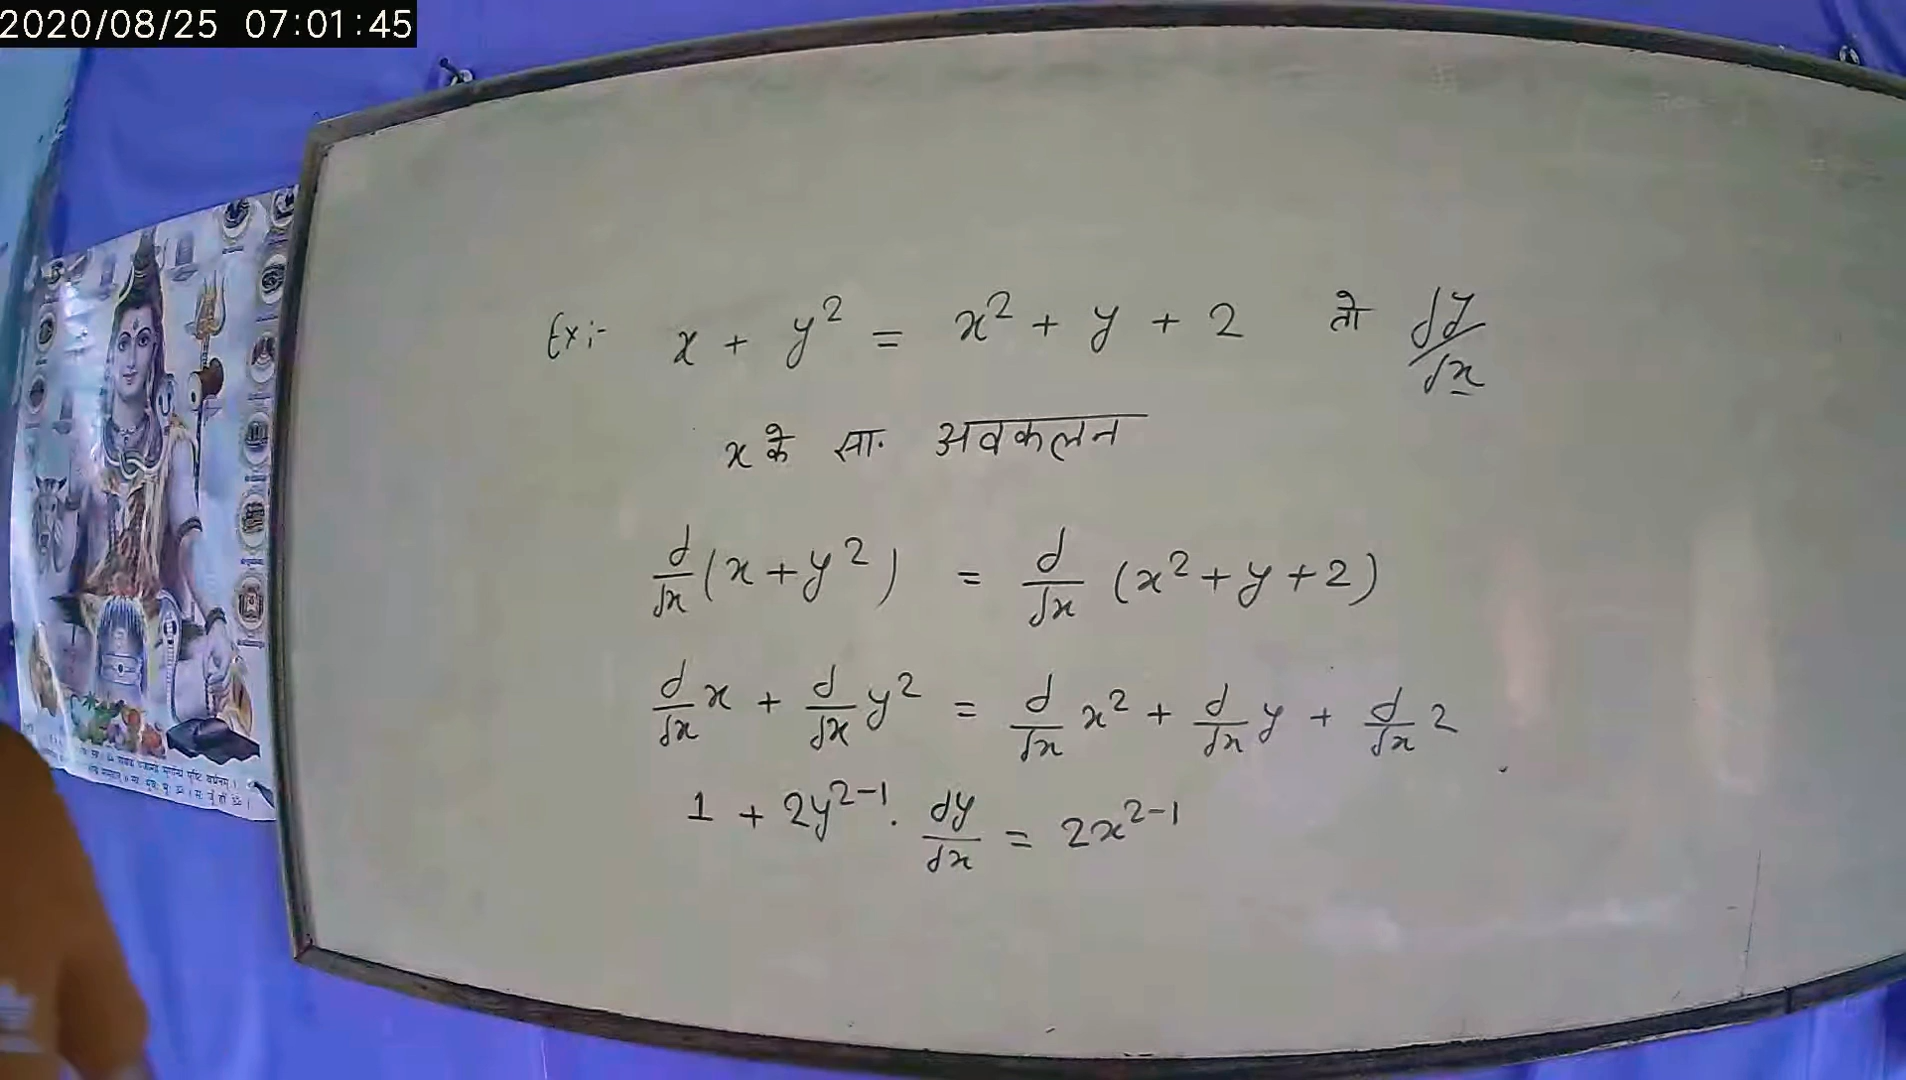 2020/08/25 07:01:45
Ex:- x + y² = x² + y + 2 तो dy/dx
x के सा. अवकलन
d/dx (x + y²) = d/dx (x² + y + 2)
d/dx x + d/dx y² = d/dx x² + d/dx y + d/dx 2
1 + 2y²⁻¹ . dy/dx = 2x²⁻¹